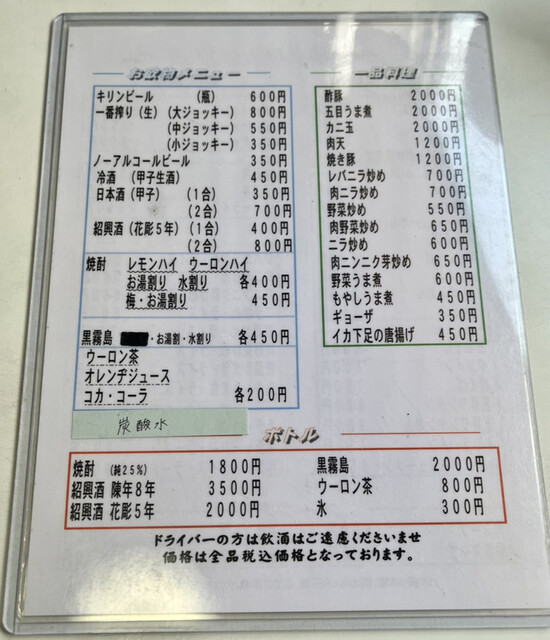 お飲物メニュー
キリンビール (瓶) 600円
一番搾り(生) (大ジョッキー) 800円
(中ジョッキー) 550円
(小ジョッキー) 350円
ノーアルコールビール 350円
冷酒 (甲子生酒) 450円
日本酒(甲子) (1合) 350円
(2合) 700円
紹興酒(花彫5年) (1合) 400円
(2合) 800円
焼酎 レモンハイ ウーロンハイ
お湯割り 水割り 各400円
梅・お湯割り 450円
黒霧島 ・お湯割・水割り 各450円
ウーロン茶
オレンヂジュース
コカ・コーラ 各200円
炭酸水
一品料理
酢豚 2000円
五目うま煮 2000円
カニ玉 2000円
肉天 1200円
焼き豚 1200円
レバニラ炒め 700円
肉ニラ炒め 700円
野菜炒め 550円
肉野菜炒め 650円
ニラ炒め 600円
肉ニンニク芽炒め 650円
野菜うま煮 600円
もやしうま煮 450円
ギョーザ 350円
イカ下足の唐揚げ 450円
ボトル
焼酎 (純25%) 1800円 黒霧島 2000円
紹興酒 陳年8年 3500円 ウーロン茶 800円
紹興酒 花彫5年 2000円 氷 300円
ドライバーの方は飲酒はご遠慮くださいませ
価格は全品税込価格となっております。